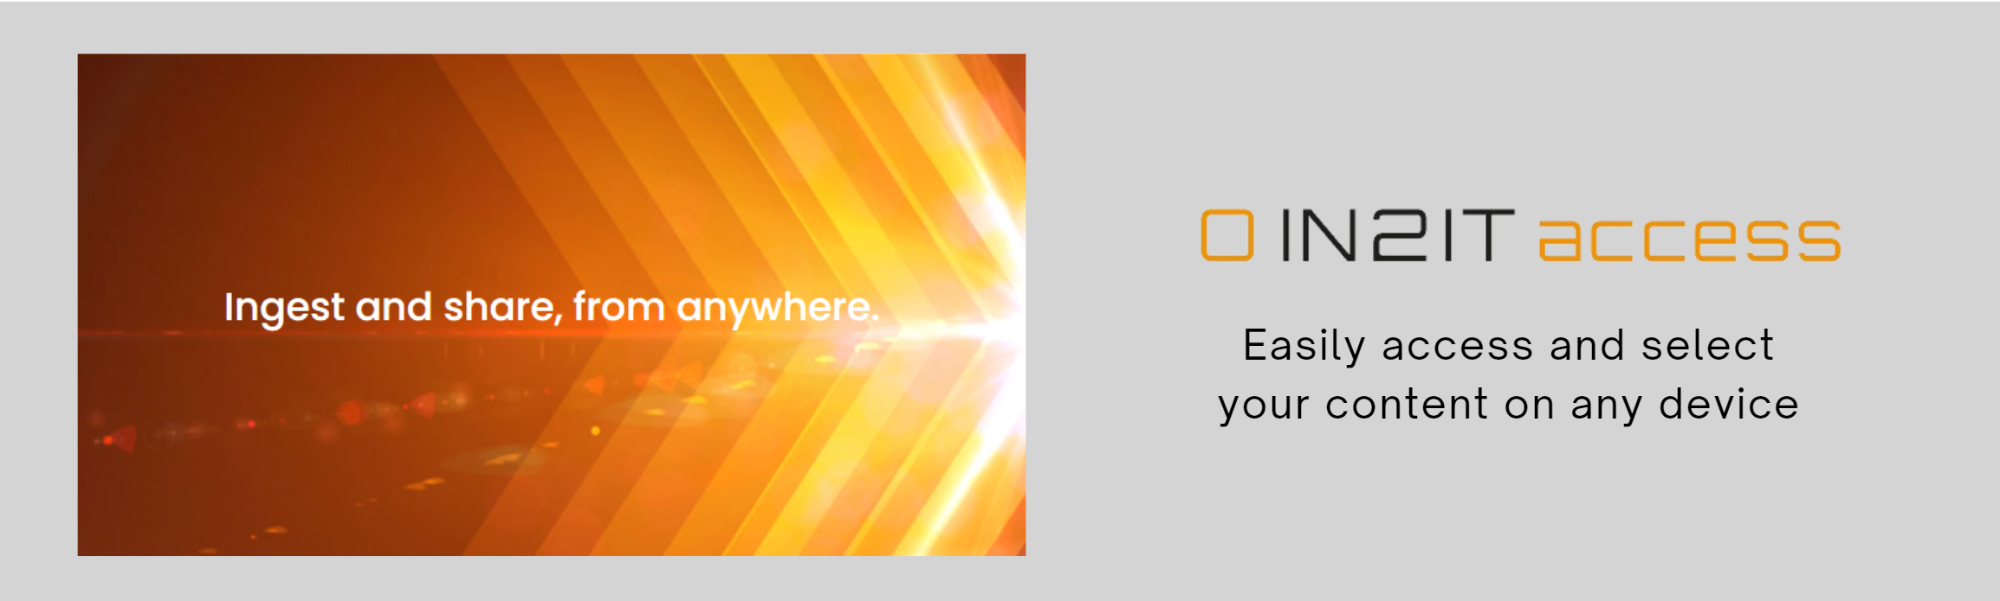 Ingest and share, from anywhere.
IN2IT access
Easily access and select
your content on any device